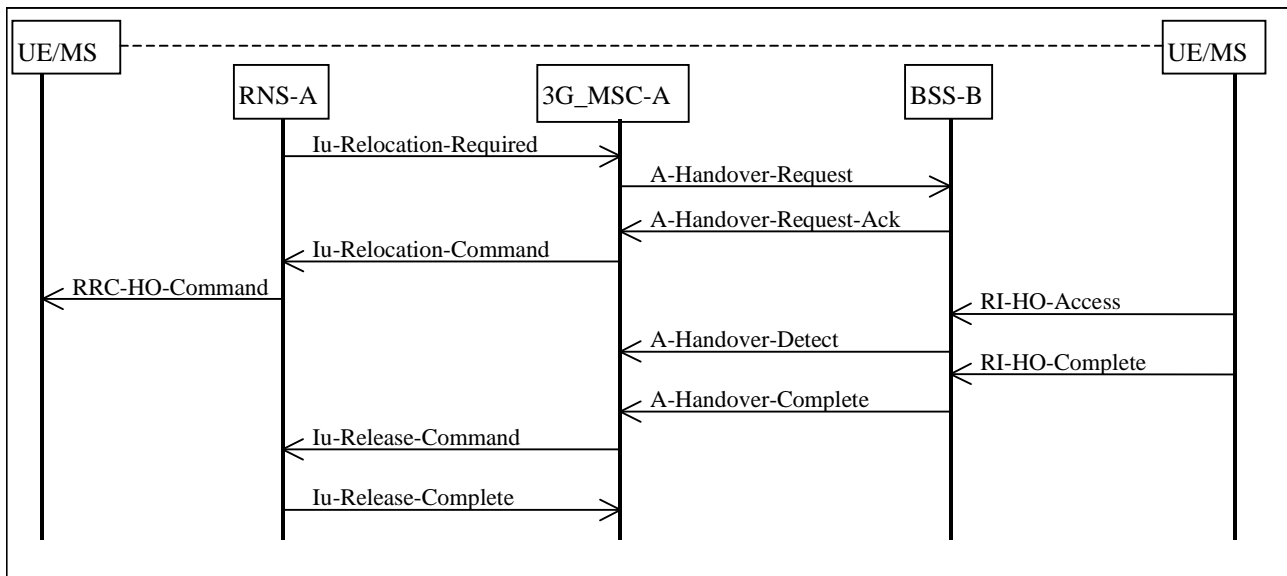 UE/MS
UE/MS
RNS-A
3G_MSC-A
BSS-B
Iu-Relocation-Required
A-Handover-Request
A-Handover-Request-Ack
Iu-Relocation-Command
RRC-HO-Command
RI-HO-Access
A-Handover-Detect
RI-HO-Complete
A-Handover-Complete
Iu-Release-Command
Iu-Release-Complete